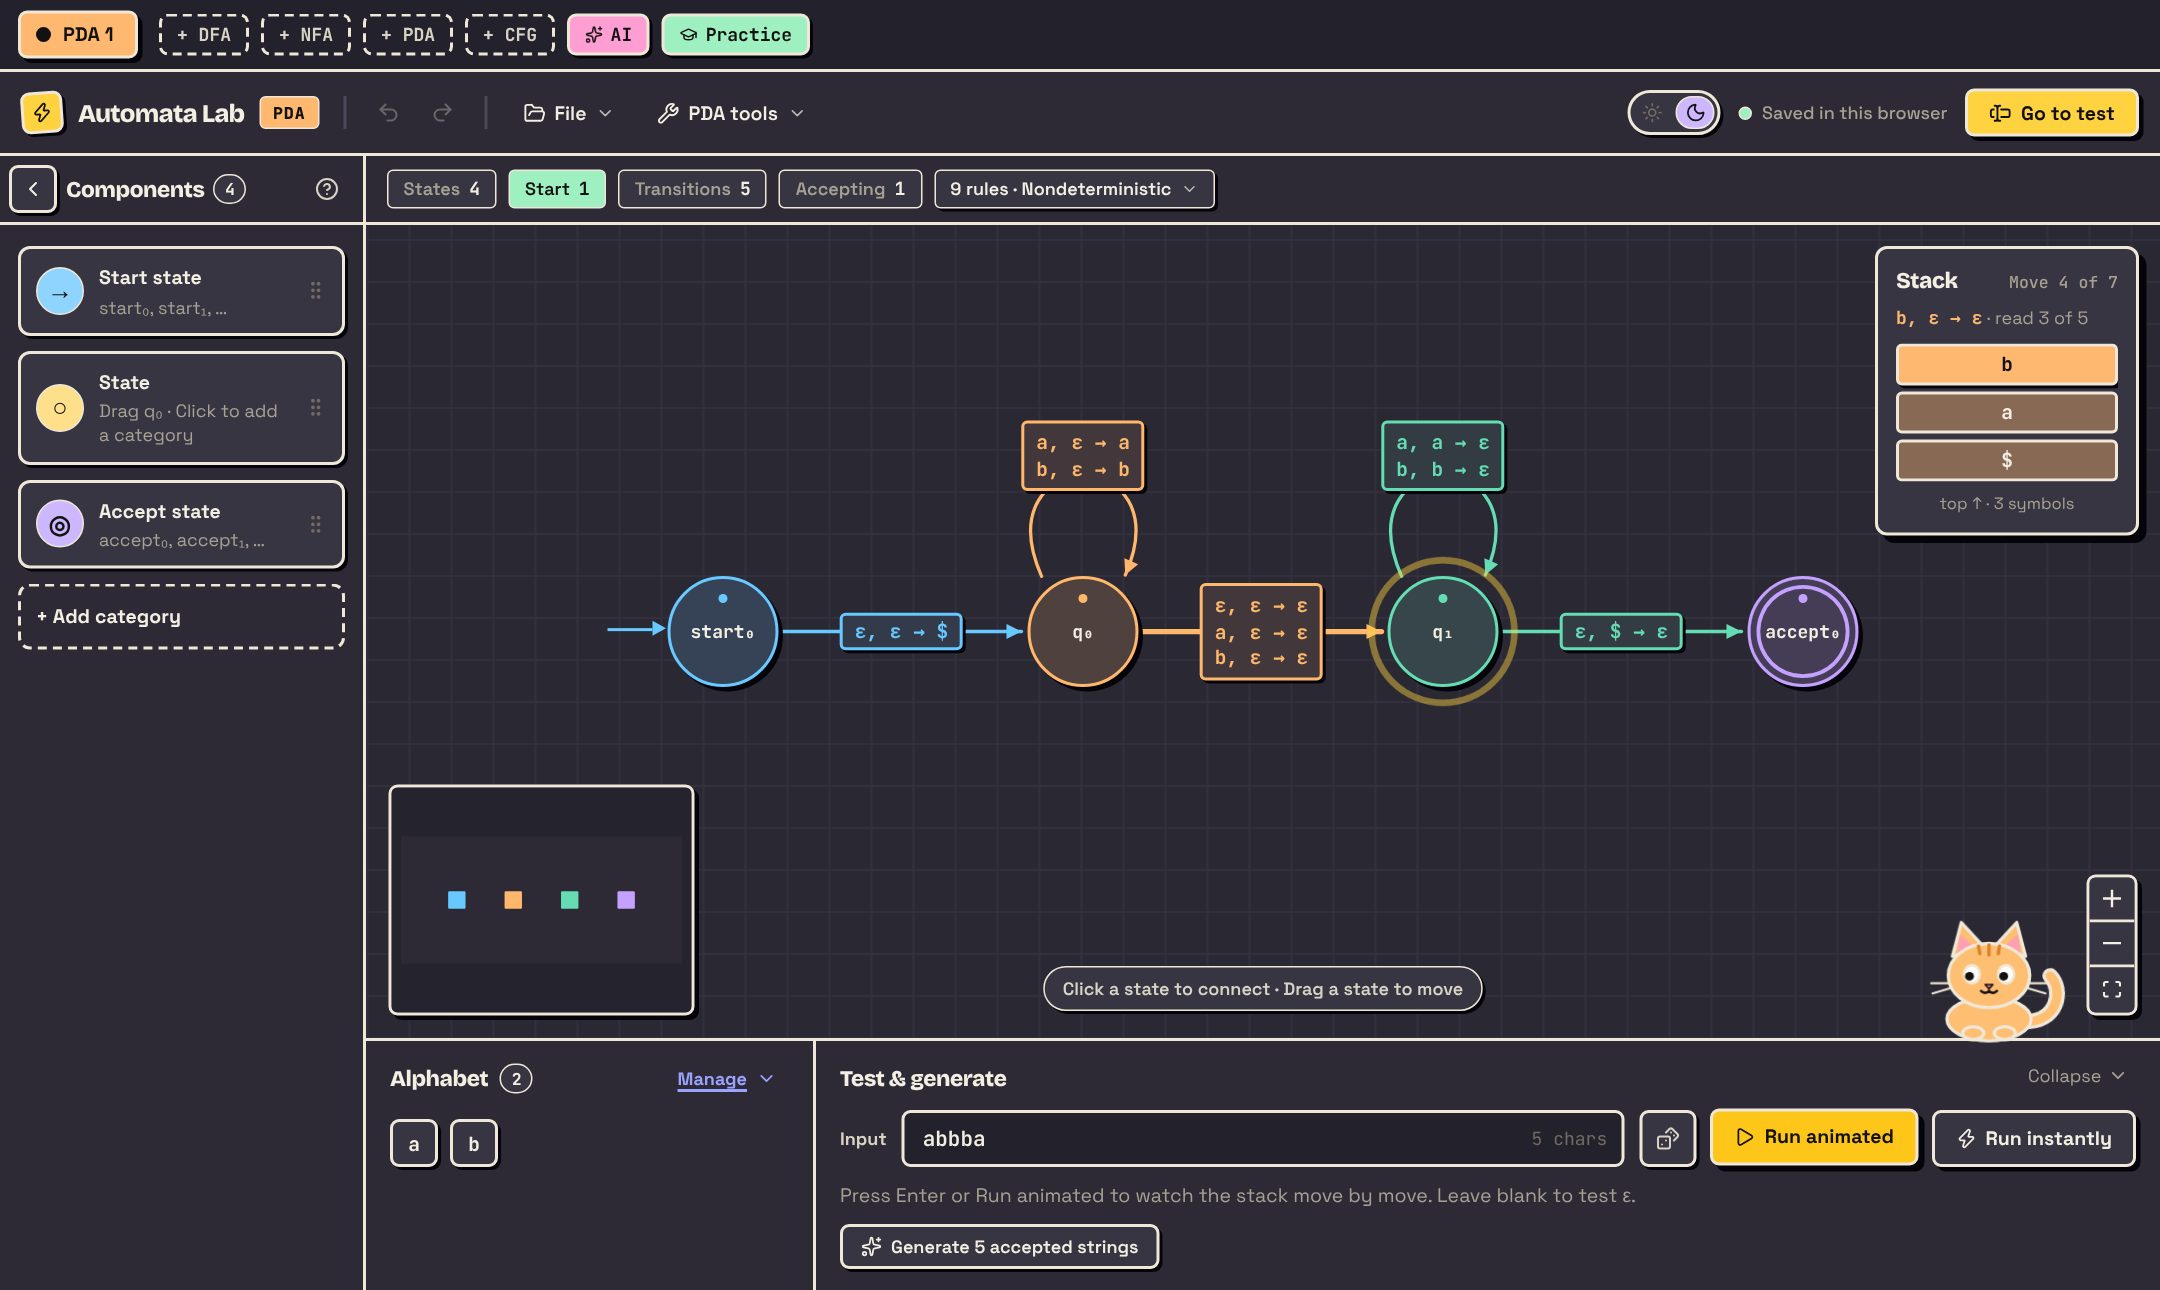 PDA 1
+ DFA
+ NFA
+ PDA
+ CFG
AI
Practice
Automata Lab
PDA
File
PDA tools
Saved in this browser
Go to test
Components 4
States 4
Start 1
Transitions 5
Accepting 1
9 rules · Nondeterministic
Start state
start₀, start₁, …
State
Drag q₀ · Click to add
a category
Accept state
accept₀, accept₁, …
+ Add category
Stack
Move 4 of 7
b, ε → ε · read 3 of 5
b
a
$
top ↑ · 3 symbols
a, ε → a
b, ε → b
a, a → ε
b, b → ε
start₀
ε, ε → $
q₀
ε, ε → ε
a, ε → ε
b, ε → ε
q₁
ε, $ → ε
accept₀
Click a state to connect · Drag a state to move
Alphabet 2
Manage
a
b
Test & generate
Collapse
Input
abbba
5 chars
Run animated
Run instantly
Press Enter or Run animated to watch the stack move by move. Leave blank to test ε.
Generate 5 accepted strings